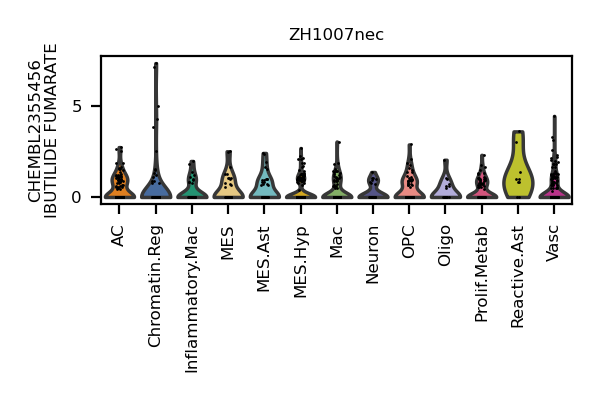 ZH1007nec
CHEMBL2355456
IBUTILIDE FUMARATE
5
0
AC
Chromatin.Reg
Inflammatory.Mac
MES
MES.Ast
MES.Hyp
Mac
Neuron
OPC
Oligo
Prolif.Metab
Reactive.Ast
Vasc